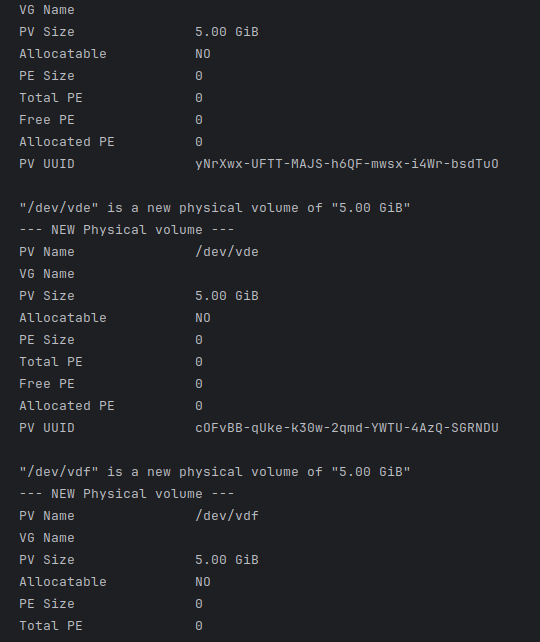 VG Name
PV Size               5.00 GiB
Allocatable           NO
PE Size               0
Total PE              0
Free PE               0
Allocated PE          0
PV UUID               yNrXwx-UFTT-MAJS-h6QF-mwsx-i4Wr-bsdTuO

"/dev/vde" is a new physical volume of "5.00 GiB"
--- NEW Physical volume ---
PV Name               /dev/vde
VG Name
PV Size               5.00 GiB
Allocatable           NO
PE Size               0
Total PE              0
Free PE               0
Allocated PE          0
PV UUID               cOFvBB-qUke-k30w-2qmd-YWTU-4AzQ-SGRNDU

"/dev/vdf" is a new physical volume of "5.00 GiB"
--- NEW Physical volume ---
PV Name               /dev/vdf
VG Name
PV Size               5.00 GiB
Allocatable           NO
PE Size               0
Total PE              0